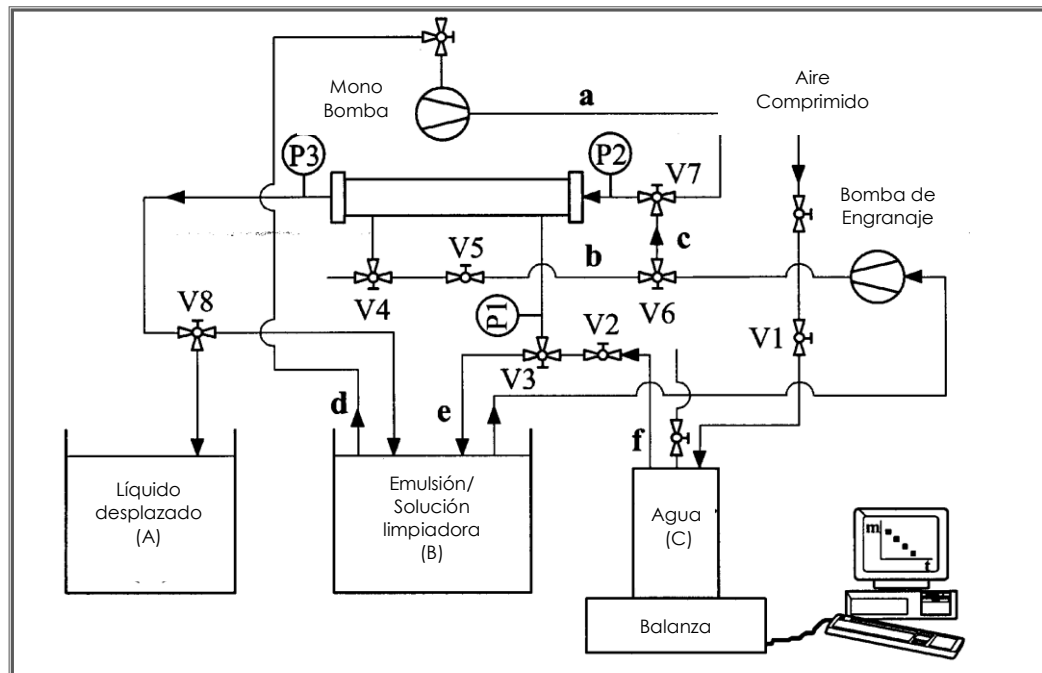 Mono
Bomba
a
Aire
Comprimido
P3
P2
V7
Bomba de
Engranaje
c
V5
b
V4
V6
V8
P1
V2
V1
V3
d
e
f
Líquido
desplazado
(A)
Emulsión/
Solución
limpiadora
(B)
Agua
(C)
m
t
Balanza